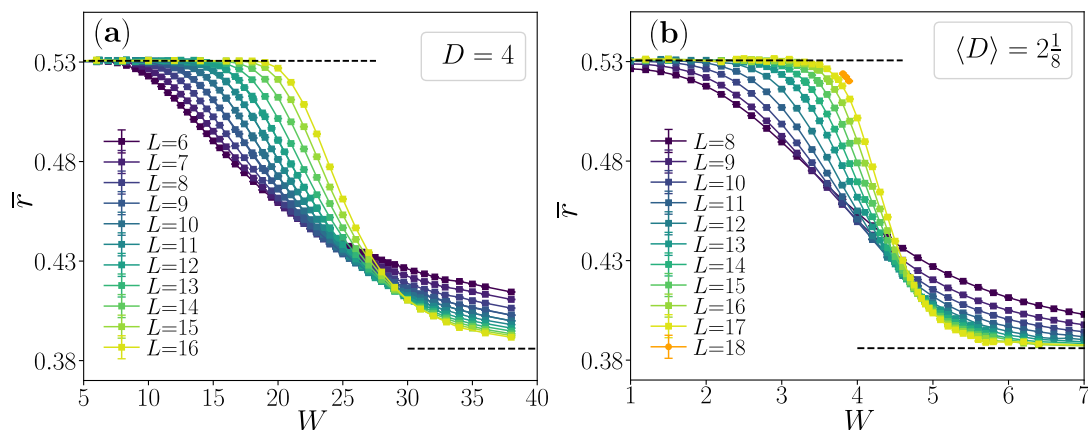 (a)
D = 4
0.53
0.48
0.43
0.38
r̅
L=6
L=7
L=8
L=9
L=10
L=11
L=12
L=13
L=14
L=15
L=16
5 10 15 20 25 30 35 40
W
(b)
⟨D⟩ = 2 1/8
0.53
0.48
0.43
0.38
r̅
L=8
L=9
L=10
L=11
L=12
L=13
L=14
L=15
L=16
L=17
L=18
1 2 3 4 5 6 7
W